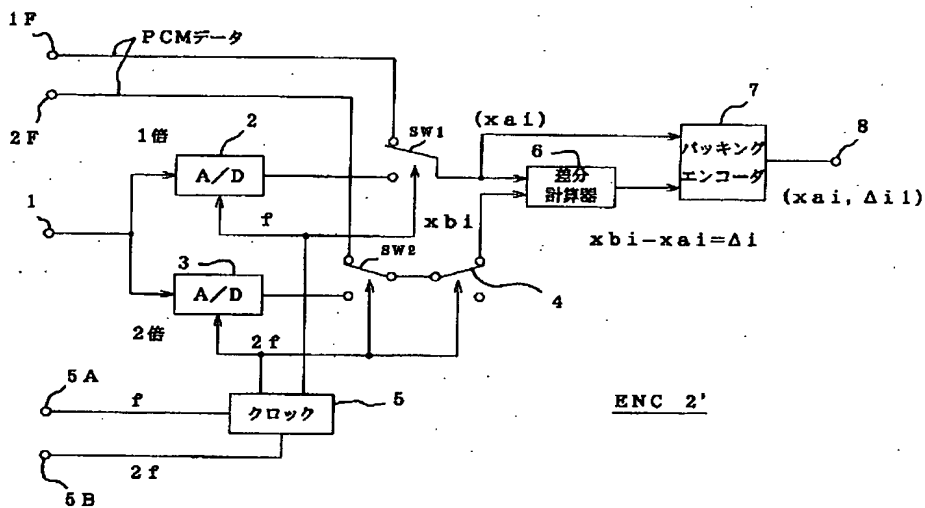 1F
PCMデータ
2F
1倍
2
SW1
(xai)
7
8
A/D
6
パッキング
エンコーダ
差分
計算器
1
f
xbi
(xai, Δi1)
xbi-xai=Δi
SW2
3
A/D
4
2倍
2f
5A
f
クロック
5
ENC 2'
2f
5B